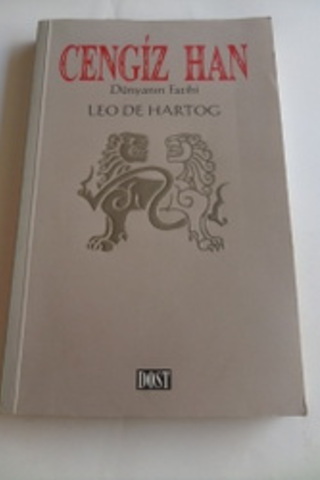 CENGİZ HAN
Dünyanın Fatihi
LEO DE HARTOG
DOST